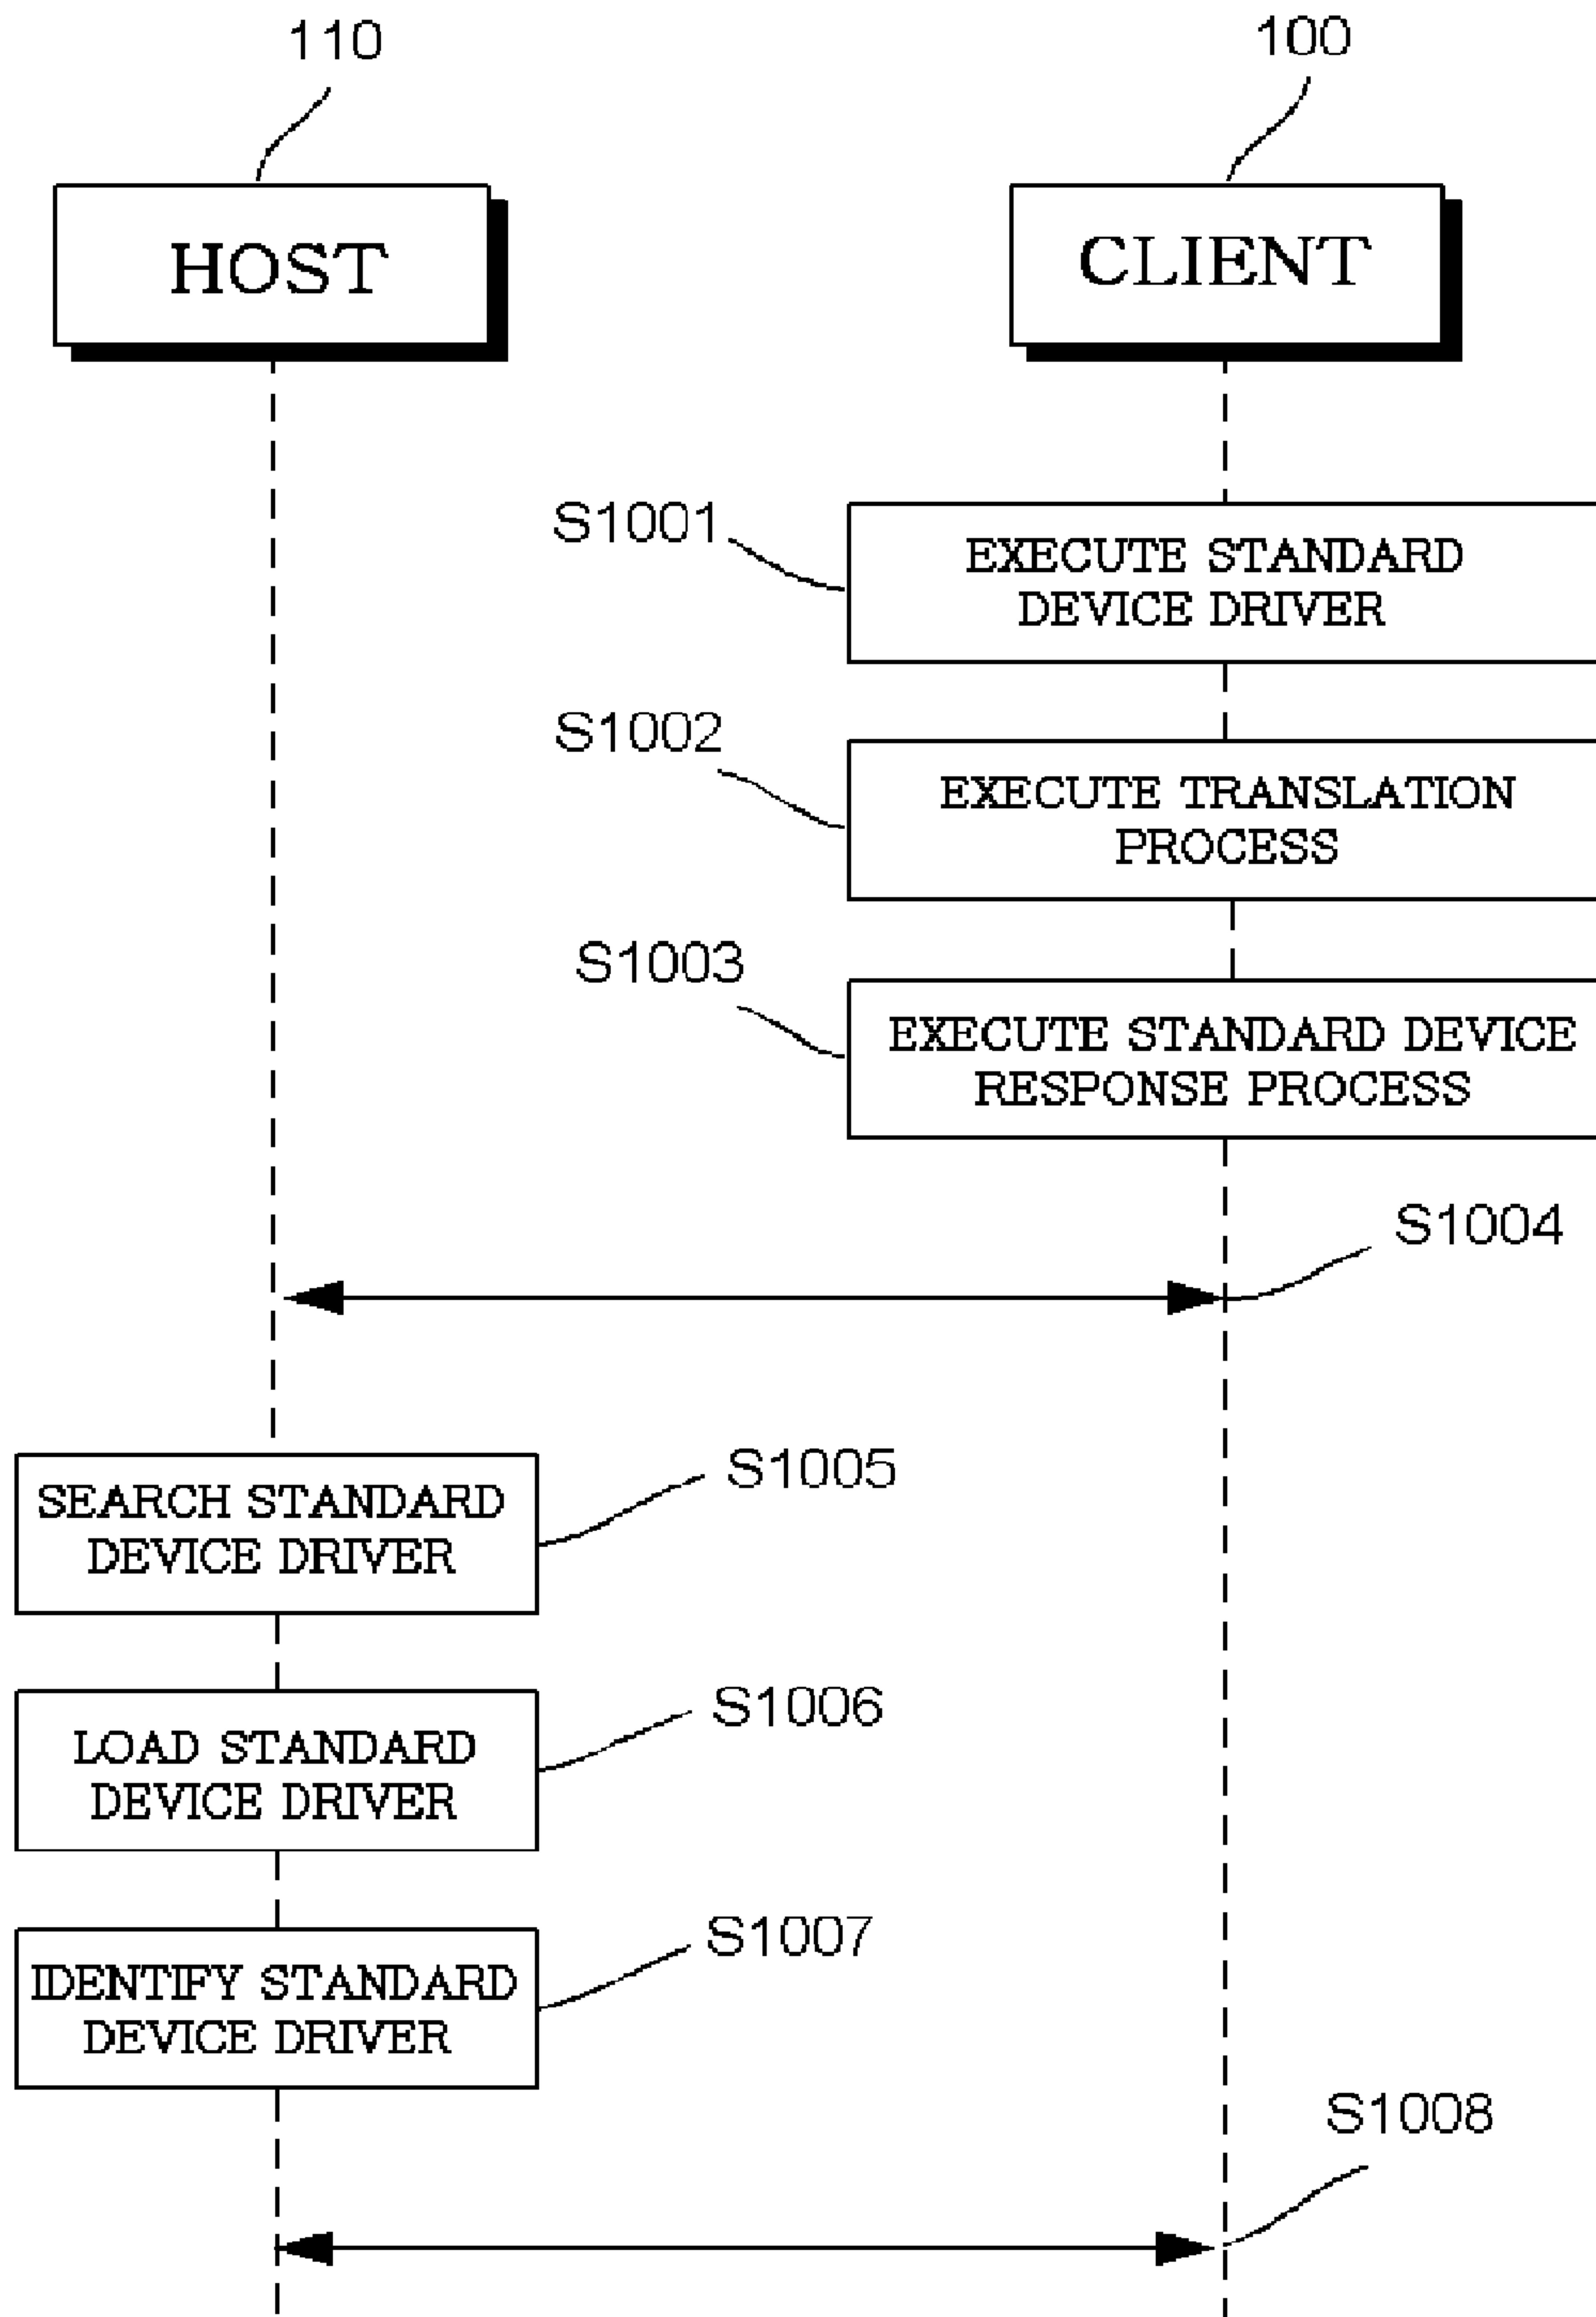 110
100
HOST
CLIENT
S1001
EXECUTE STANDARD
DEVICE DRIVER
S1002
EXECUTE TRANSLATION
PROCESS
S1003
EXECUTE STANDARD DEVICE
RESPONSE PROCESS
S1004
SEARCH STANDARD
DEVICE DRIVER
S1005
LOAD STANDARD
DEVICE DRIVER
S1006
IDENTIFY STANDARD
DEVICE DRIVER
S1007
S1008